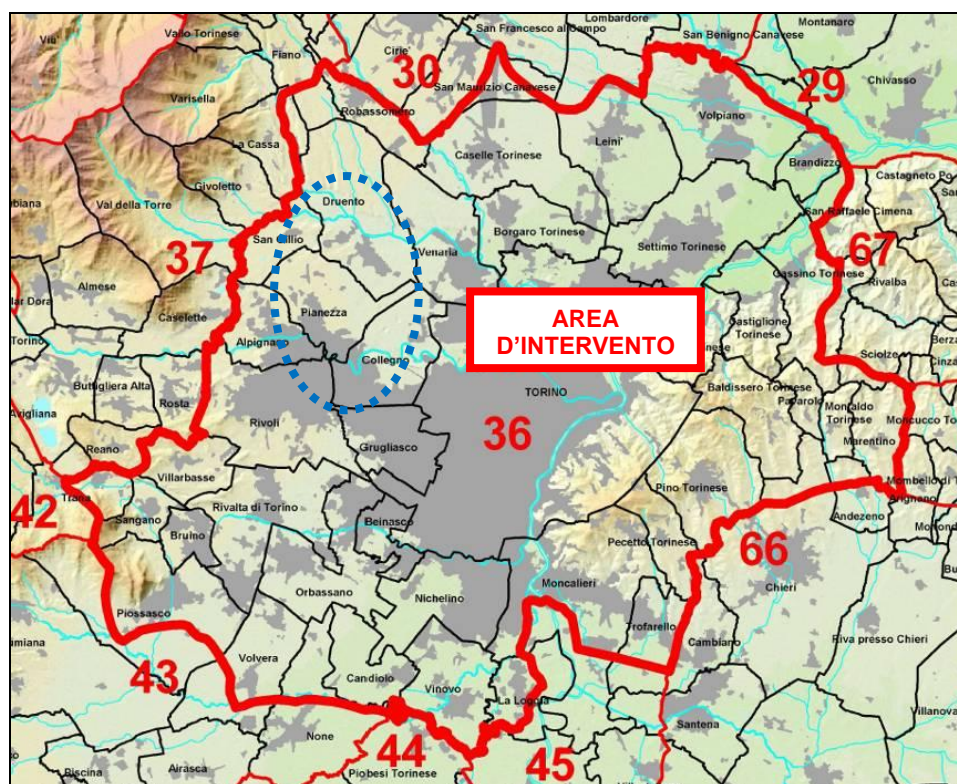 San Francesco al Campo
Lombardore
San Benigno Canavese
Montanaro
Viu'
Vallo Torinese
Fiano
Cirie'
30
29
Chivasso
San Maurizio Canavese
Varisella
Robassomero
Volpiano
Leini'
La Cassa
Caselle Torinese
Brandizzo
Castagneto Po
Givoletto
Val della Torre
Druento
San Raffaele Cimena
San Gillio
Borgaro Torinese
Settimo Torinese
37
Venaria
67
Gassino Torinese
Rivalba
Almese
Pianezza
Caselette
AREA
D'INTERVENTO
Castiglione
Torinese
Alpignano
Collegno
Sciolze
Buttigliera Alta
TORINO
Baldissero Torinese
Pavarolo
Rosta
Avigliana
36
Montaldo
Torinese
Moncucco To
Rivoli
Grugliasco
Marentino
Reano
Villarbasse
Pino Torinese
Mombello di T
Trana
42
Rivalta di Torino
Arignano
Sangano
Beinasco
Andezeno
Bruino
Pecetto Torinese
66
Moncalieri
Chieri
Orbassano
Nichelino
Piossasco
Trofarello
Cambiano
Riva presso Chieri
Volvera
43
Candiolo
Vinovo
La Loggia
Santena
Villanova
None
44
45
Piscina
Airasca
Piobesi Torinese